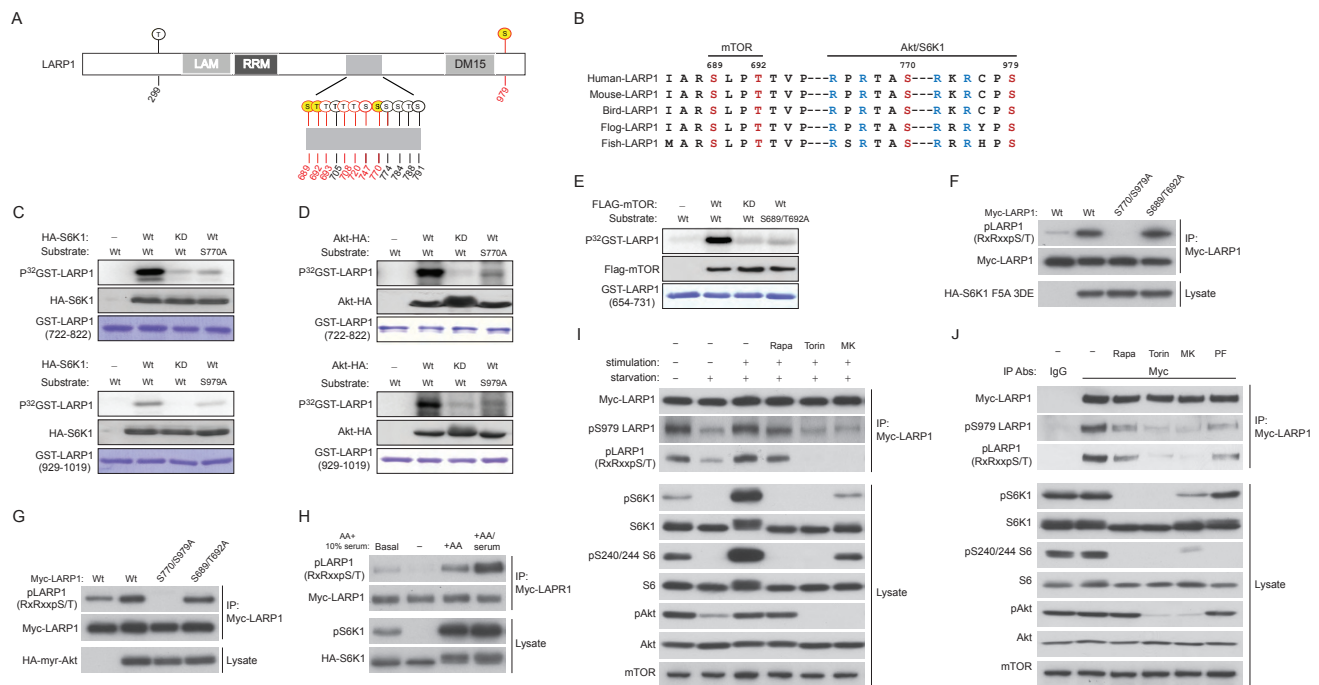 A
T
S
LARP1
LAM
RRM
DM15
299
979
S T T T T T S S S S T S
689 692 693 705 708 720 747 770 774 784 788 791
B
mTOR Akt/S6K1
689 692 770 979
Human-LARP1 I A R S L P T T V P---R P R T A S---R K R C P S
Mouse-LARP1 I A R S L P T T V P---R P R T A S---R K R C P S
Bird-LARP1 I A R S L P T T V P---R P R T A S---R K R C P S
Flog-LARP1 I A R S L P T T V P---R P R T A S---R R R Y P S
Fish-LARP1 M A R S L P T T V P---R S R T A S---R R R H P S
C
HA-S6K1: – Wt KD Wt
Substrate: Wt Wt Wt S770A
P32GST-LARP1
HA-S6K1
GST-LARP1
(722-822)
HA-S6K1: – Wt KD Wt
Substrate: Wt Wt Wt S979A
P32GST-LARP1
HA-S6K1
GST-LARP1
(929-1019)
D
Akt-HA: – Wt KD Wt
Substrate: Wt Wt Wt S770A
P32GST-LARP1
Akt-HA
GST-LARP1
(722-822)
Akt-HA: – Wt KD Wt
Substrate: Wt Wt Wt S979A
P32GST-LARP1
Akt-HA
GST-LARP1
(929-1019)
E
FLAG-mTOR: – Wt KD Wt
Substrate: Wt Wt Wt S689/T692A
P32GST-LARP1
Flag-mTOR
GST-LARP1
(654-731)
F
Myc-LARP1: Wt Wt S770/S979A S689/T692A
pLARP1
(RxRxxpS/T)
Myc-LARP1
IP:
Myc-LARP1
HA-S6K1 F5A 3DE
Lysate
G
Myc-LARP1: Wt Wt S770/S979A S689/T692A
pLARP1
(RxRxxpS/T)
Myc-LARP1
IP:
Myc-LARP1
HA-myr-Akt
Lysate
H
AA+
10% serum: Basal – +AA +AA/
serum
pLARP1
(RxRxxpS/T)
Myc-LARP1
IP:
Myc-LAPR1
pS6K1
HA-S6K1
Lysate
I
– – – Rapa Torin MK
stimulation: – – + + + +
starvation: – + + + + +
Myc-LARP1
pS979 LARP1
pLARP1
(RxRxxpS/T)
IP:
Myc-LARP1
pS6K1
S6K1
pS240/244 S6
S6
pAkt
Akt
mTOR
Lysate
J
– – Rapa Torin MK PF
IP Abs: IgG Myc
Myc-LARP1
pS979 LARP1
pLARP1
(RxRxxpS/T)
IP:
Myc-LARP1
pS6K1
S6K1
pS240/244 S6
S6
pAkt
Akt
mTOR
Lysate